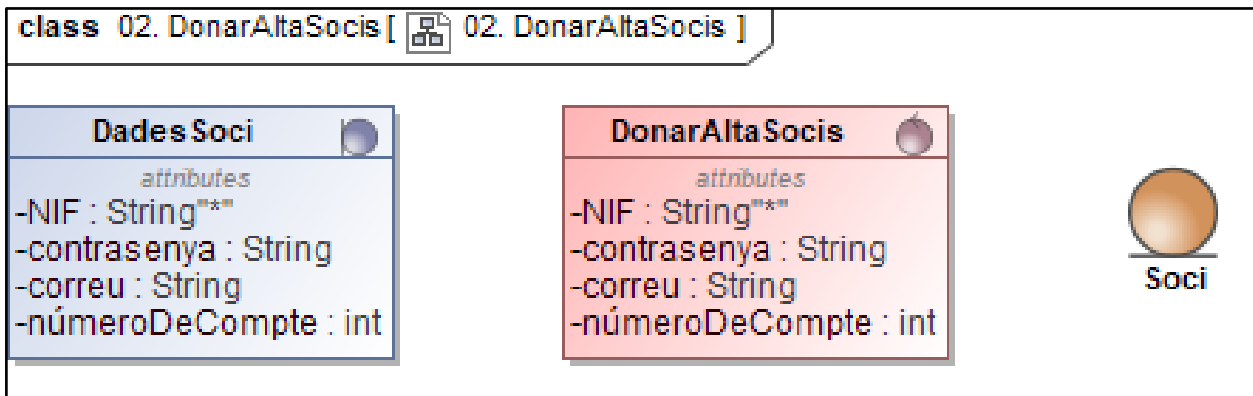 class 02. DonarAltaSocis [ 02. DonarAltaSocis ]
DadesSoci
attributes
-NIF : String"*"
-contrasenya : String
-correu : String
-númeroDeCompte : int
DonarAltaSocis
attributes
-NIF : String"*"
-contrasenya : String
-correu : String
-númeroDeCompte : int
Soci